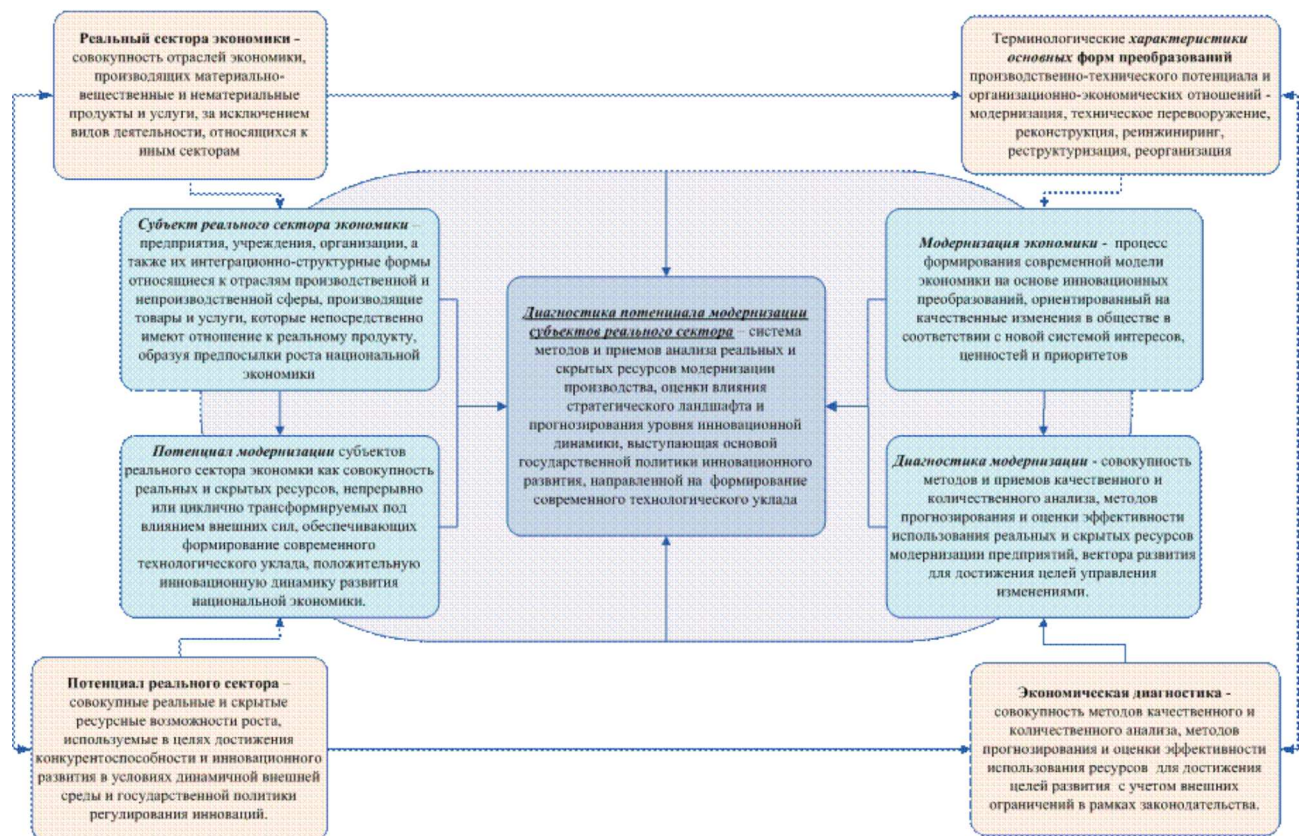 Реальный сектора экономики -
совокупность отраслей экономики,
производящих материально-
вещественные и нематериальные
продукты и услуги, за исключением
видов деятельности, относящихся к
иным секторам
Терминологические характеристики
основных форм преобразований
производственно-технического потенциала и
организационно-экономических отношений -
модернизация, техническое перевооружение,
реконструкция, реинжиниринг,
реструктуризация, реорганизация
Субъект реального сектора экономики –
предприятия, учреждения, организации, а
также их интеграционно-структурные формы
относящиеся к отраслям производственной и
непроизводственной сферы, производящие
товары и услуги, которые непосредственно
имеют отношение к реальному продукту,
образуя предпосылки роста национальной
экономики
Диагностика потенциала модернизации
субъектов реального сектора – система
методов и приемов анализа реальных и
скрытых ресурсов модернизации
производства, оценки влияния
стратегического ландшафта и
прогнозирования уровня инновационной
динамики, выступающая основой
государственной политики инновационного
развития, направленной на формирование
современного технологического уклада
Модернизация экономики - процесс
формирования современной модели
экономики на основе инновационных
преобразований, ориентированный на
качественные изменения в обществе в
соответствии с новой системой интересов,
ценностей и приоритетов
Потенциал модернизации субъектов
реального сектора экономки как совокупность
реальных и скрытых ресурсов, непрерывно
или циклично трансформируемых под
влиянием внешних сил, обеспечивающих
формирование современного
технологического уклада, положительную
инновационную динамику развития
национальной экономики.
Диагностика модернизации - совокупность
методов и приемов качественного и
количественного анализа, методов
прогнозирования и оценки эффективности
использования реальных и скрытых ресурсов
модернизации предприятий, вектора развития
для достижения целей управления
изменениями.
Потенциал реального сектора –
совокупные реальные и скрытые
ресурсные возможности роста,
используемые в целях достижения
конкурентоспособности и инновационного
развития в условиях динамичной внешней
среды и государственной политики
регулирования инноваций.
Экономическая диагностика -
совокупность методов качественного и
количественного анализа, методов
прогнозирования и оценки эффективности
использования ресурсов для достижения
целей развития с учетом внешних
ограничений в рамках законодательства.